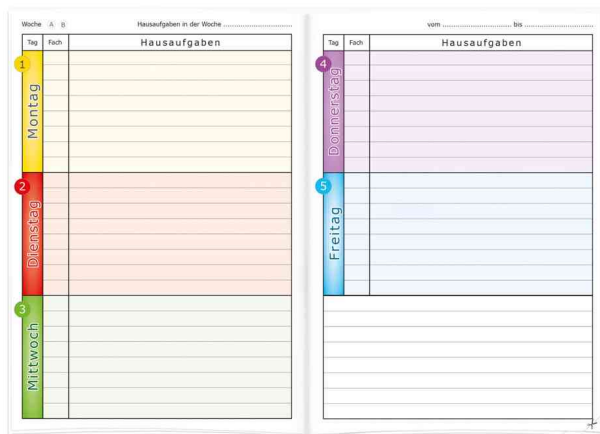 Woche A B Hausaufgaben in der Woche ................................
Tag Fach Hausaufgaben
1
Montag
2
Dienstag
3
Mittwoch
vom ................................ bis ................................
Tag Fach Hausaufgaben
4
Donnerstag
5
Freitag